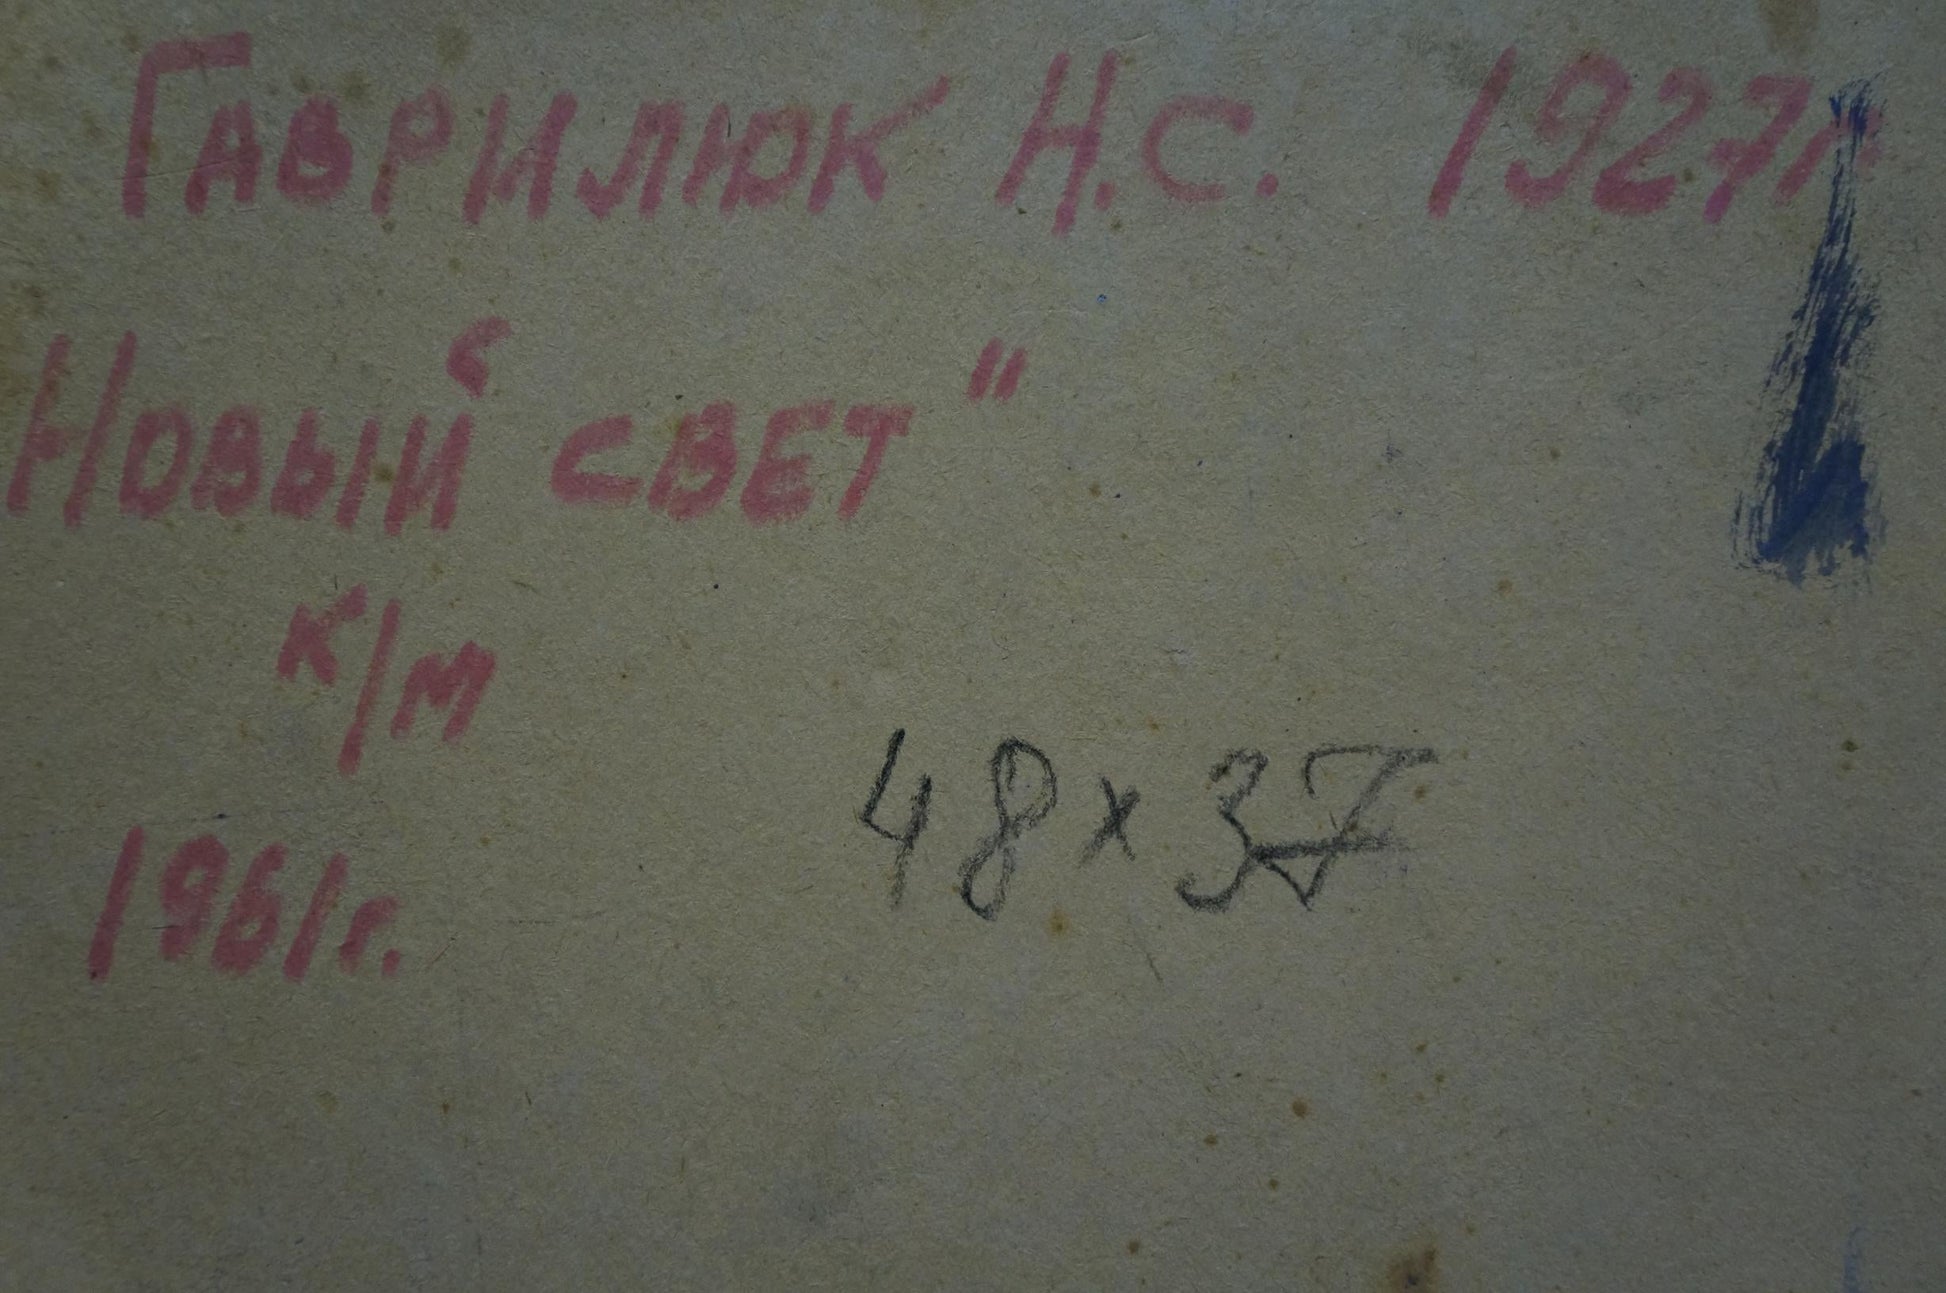 Гаврилюк Н.С. 1927г
Новый свет"
к/м
48 x 37
1961г.